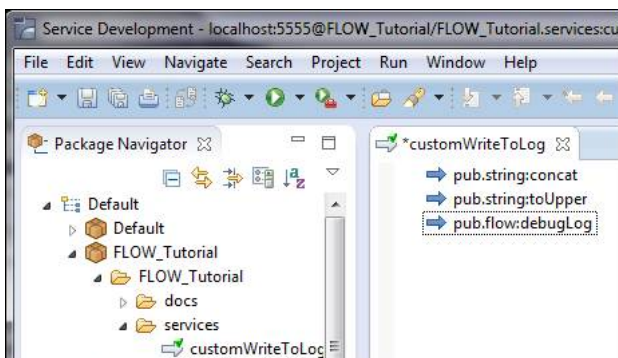 Service Development - localhost:5555@FLOW_Tutorial/FLOW_Tutorial.services:cu
File Edit View Navigate Search Project Run Window Help
Package Navigator
*customWriteToLog
pub.string:concat
pub.string:toUpper
pub.flow:debugLog
Default
Default
FLOW_Tutorial
FLOW_Tutorial
docs
services
customWriteToLog